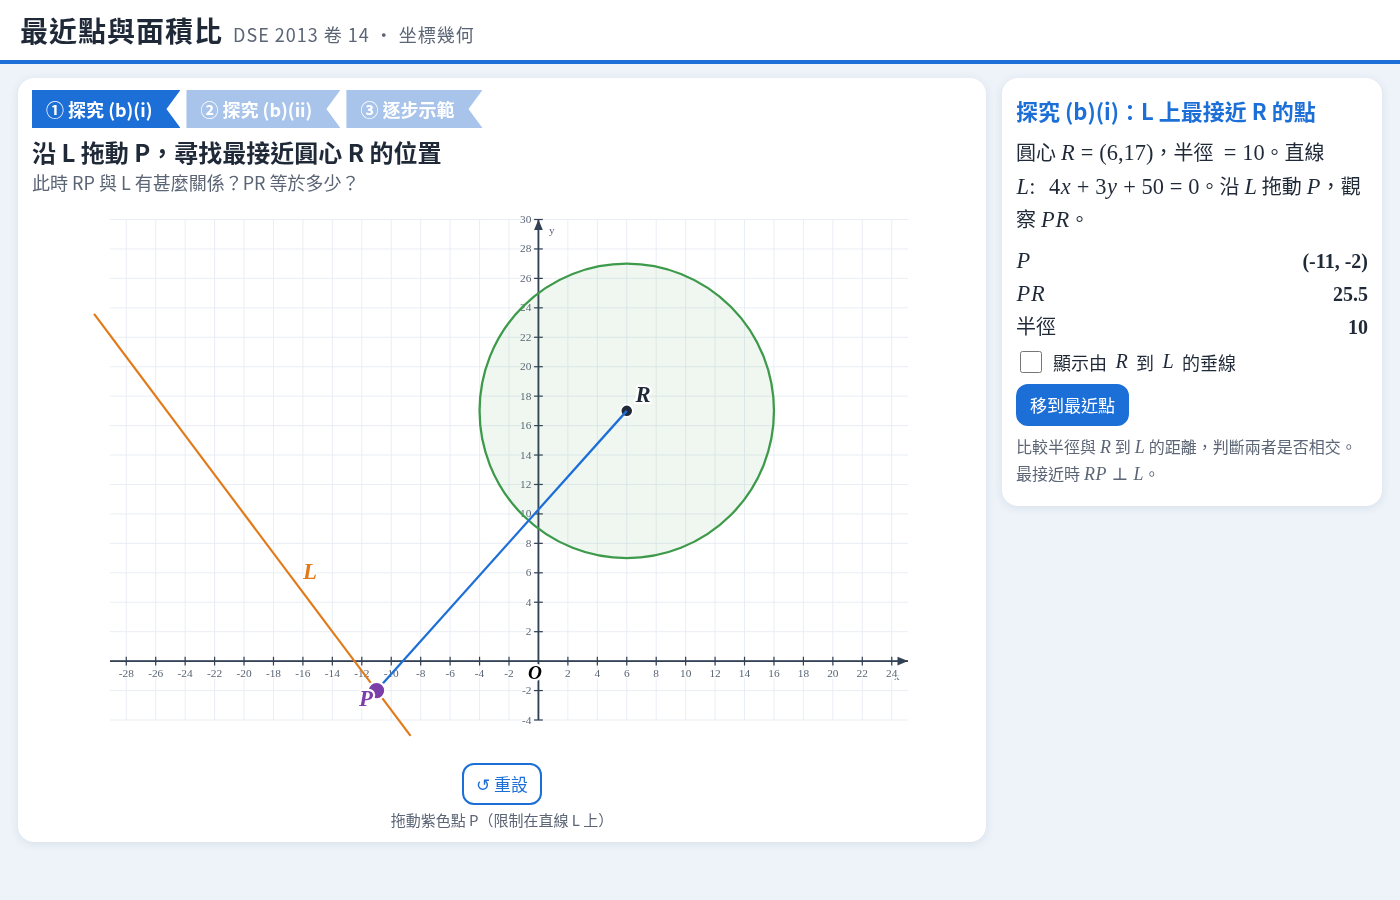 最近點與面積比 DSE 2013 卷 14 · 坐標幾何
① 探究 (b)(i) ② 探究 (b)(ii) ③ 逐步示範
沿 L 拖動 P，尋找最接近圓心 R 的位置
此時 RP 與 L 有甚麼關係？PR 等於多少？
30
y
28
26
24
22
20
18
R
16
14
12
10
8
L
6
4
2
-28 -26 -24 -22 -20 -18 -16 -14 -12 -10 -8 -6 -4 -2 O 2 4 6 8 10 12 14 16 18 20 22 24 x
P
-2
-4
↺ 重設
拖動紫色點 P（限制在直線 L 上）
探究 (b)(i)：L 上最接近 R 的點
圓心 R = (6,17)，半徑 = 10。直線
L: 4x + 3y + 50 = 0。沿 L 拖動 P，觀
察 PR。
P (-11, -2)
PR 25.5
半徑 10
顯示由 R 到 L 的垂線
移到最近點
比較半徑與 R 到 L 的距離，判斷兩者是否相交。
最接近時 RP ⊥ L。